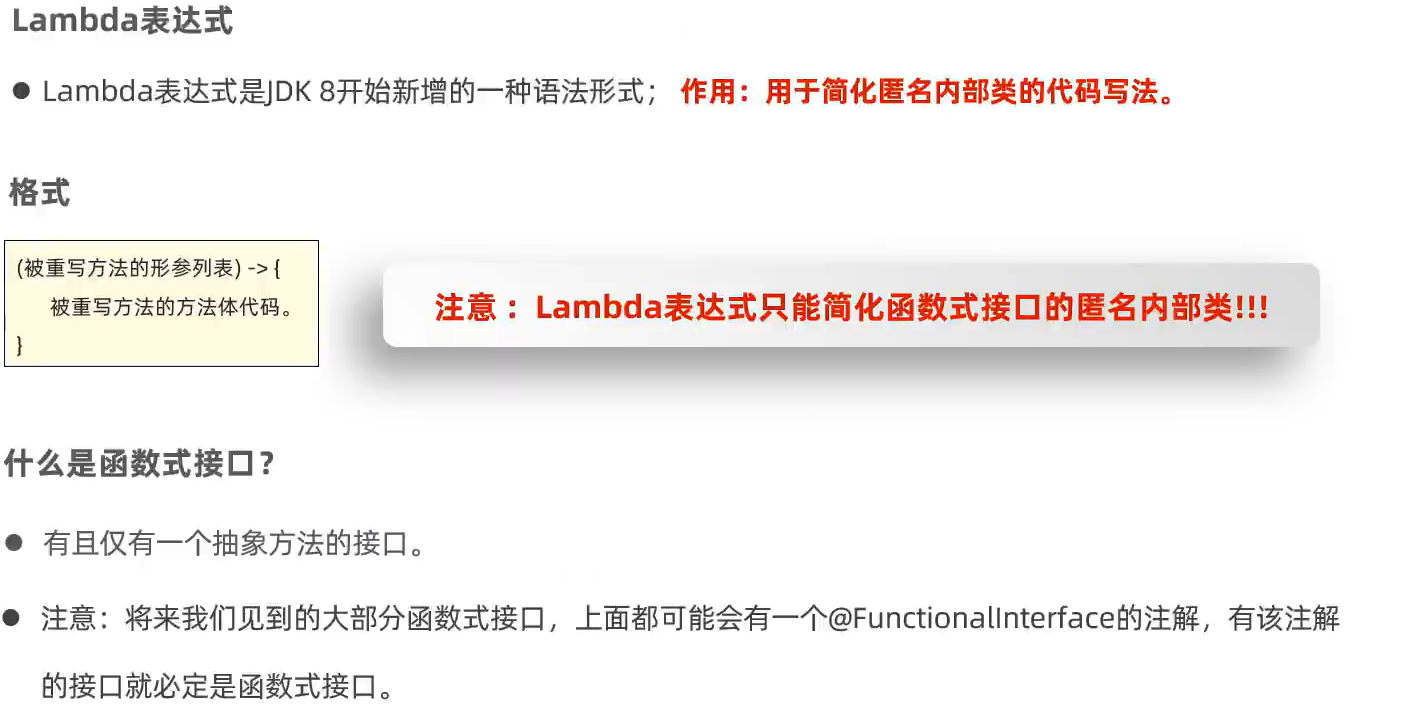 Lambda表达式
● Lambda表达式是JDK 8开始新增的一种语法形式； 作用：用于简化匿名内部类的代码写法。
格式
(被重写方法的形参列表) -> {
被重写方法的方法体代码。
}
注意 ：Lambda表达式只能简化函数式接口的匿名内部类!!!
什么是函数式接口？
● 有且仅有一个抽象方法的接口。
● 注意：将来我们见到的大部分函数式接口，上面都可能会有一个@FunctionalInterface的注解，有该注解
的接口就必定是函数式接口。